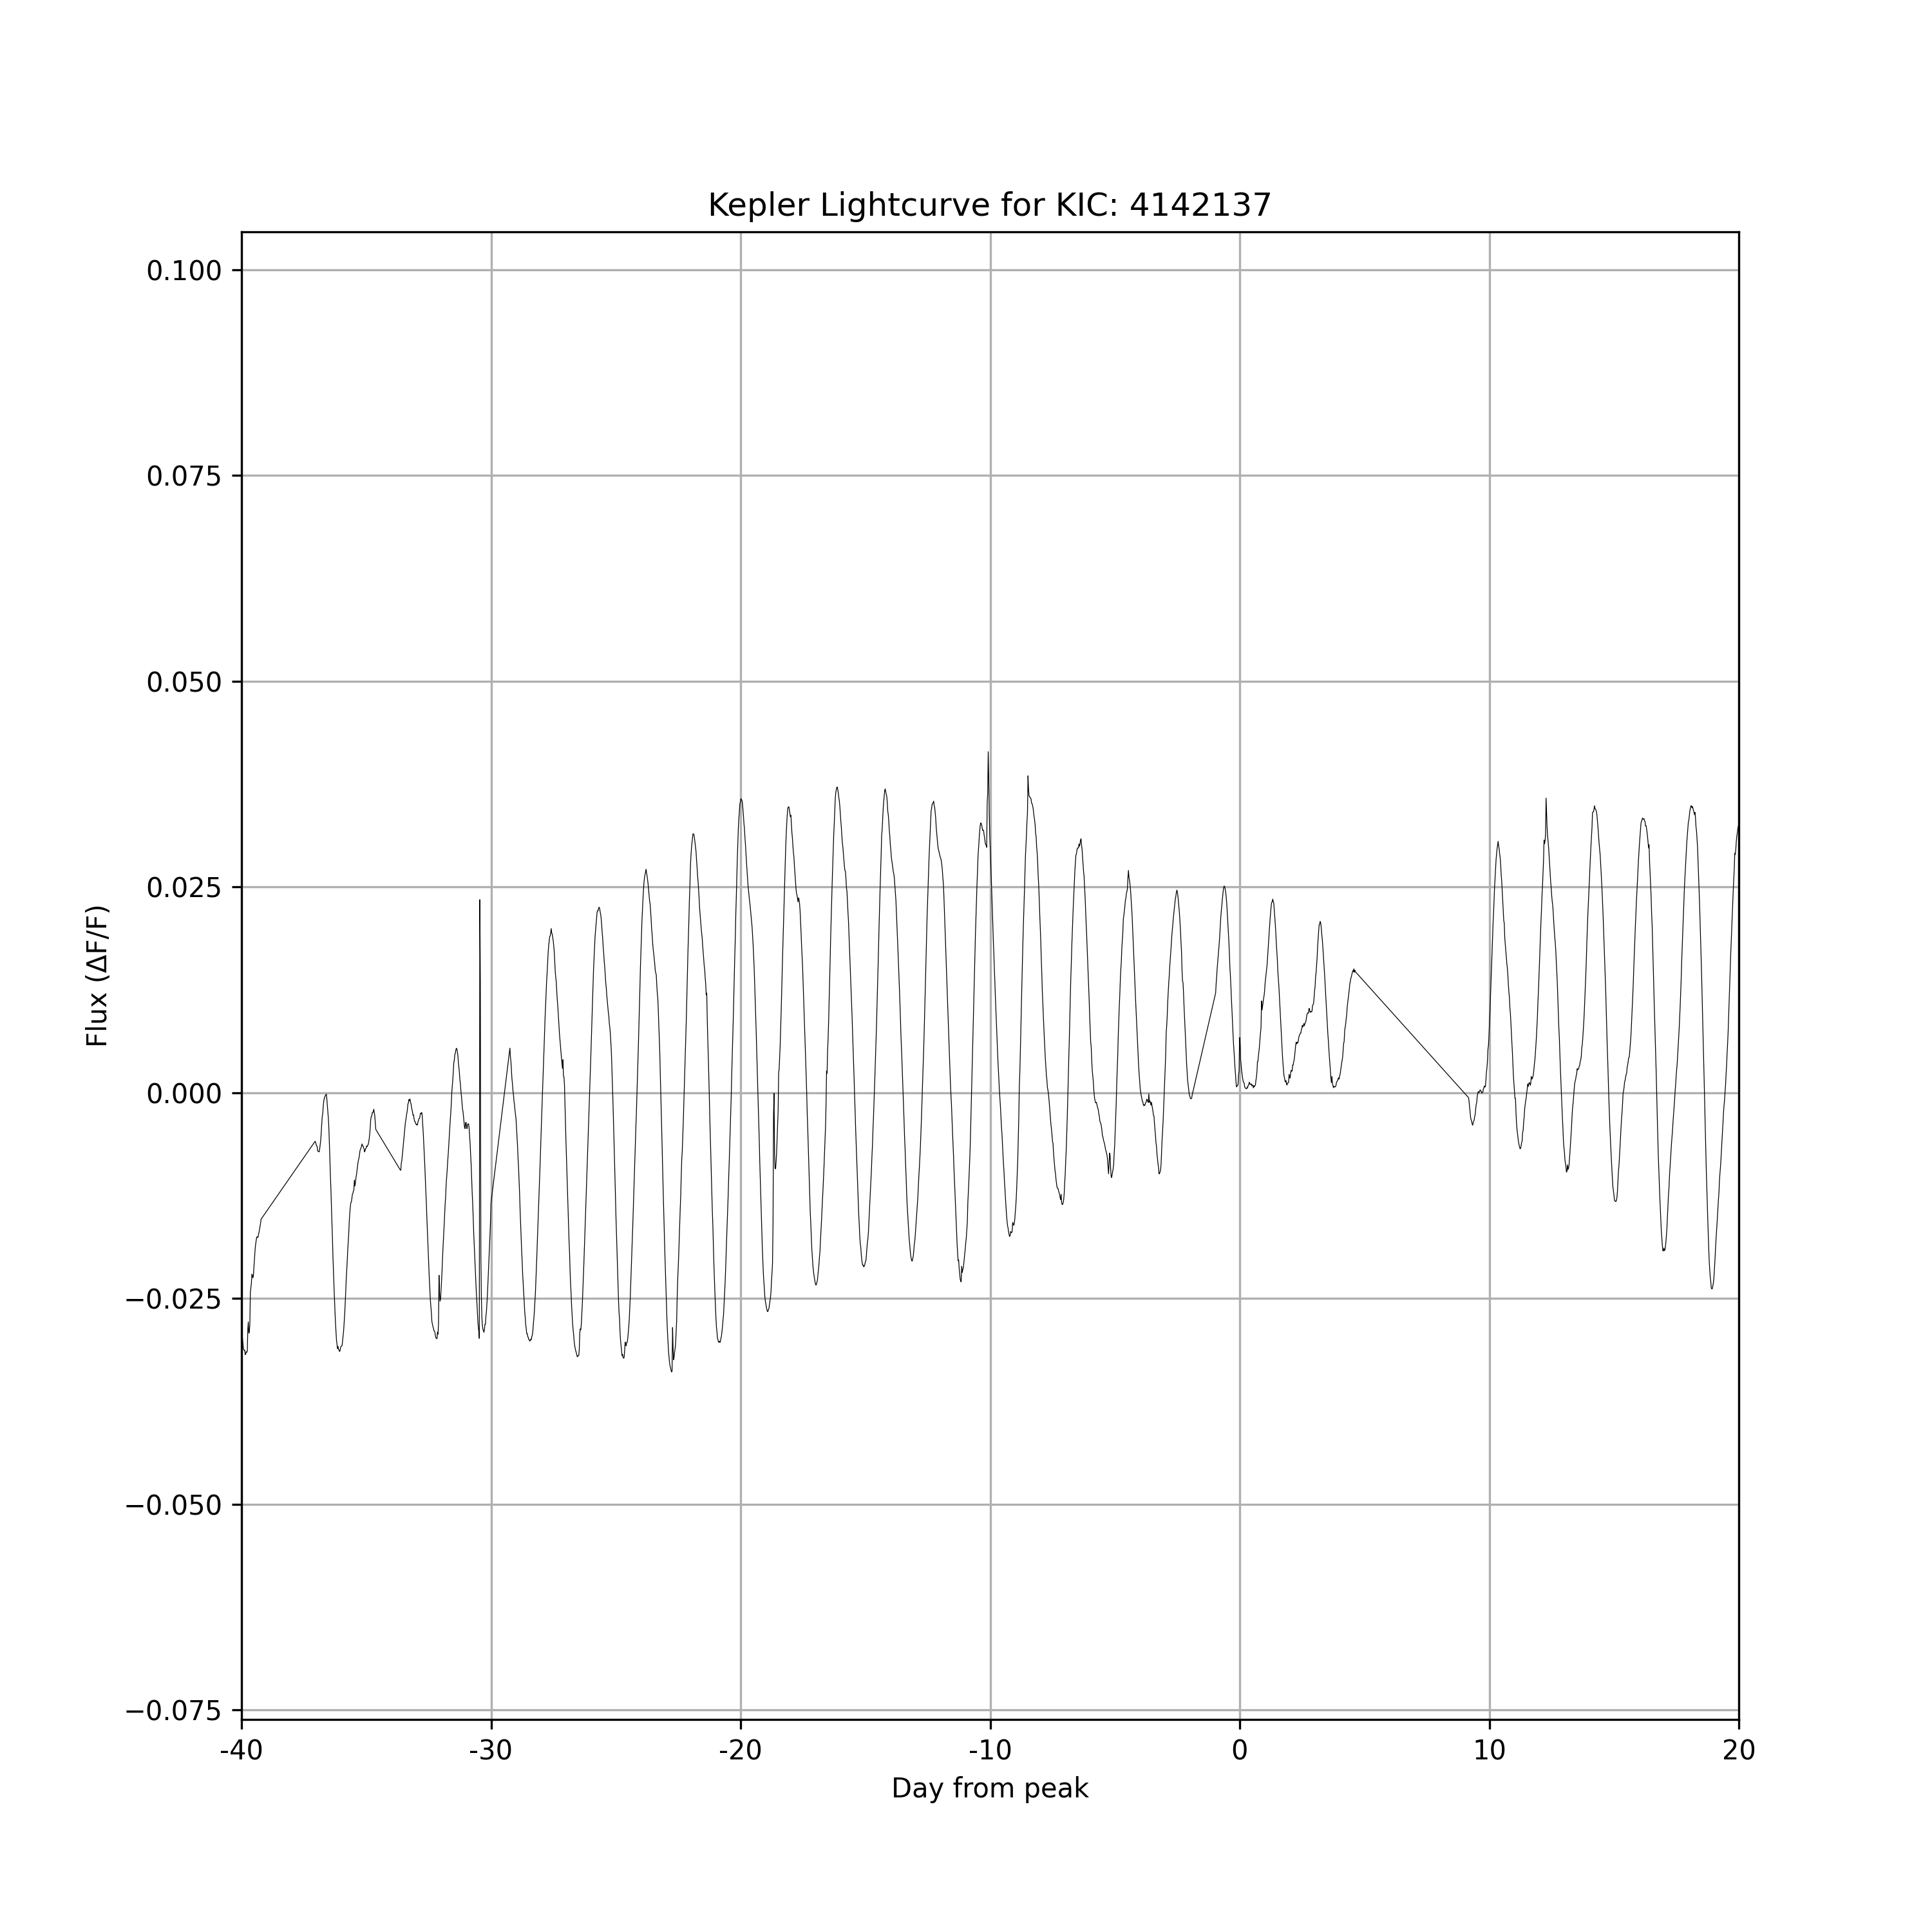 Kepler Lightcurve for KIC: 4142137
0.100
0.075
0.050
0.025
0.000
−0.025
−0.050
−0.075
Flux (ΔF/F)
-40 -30 -20 -10 0 10 20
Day from peak